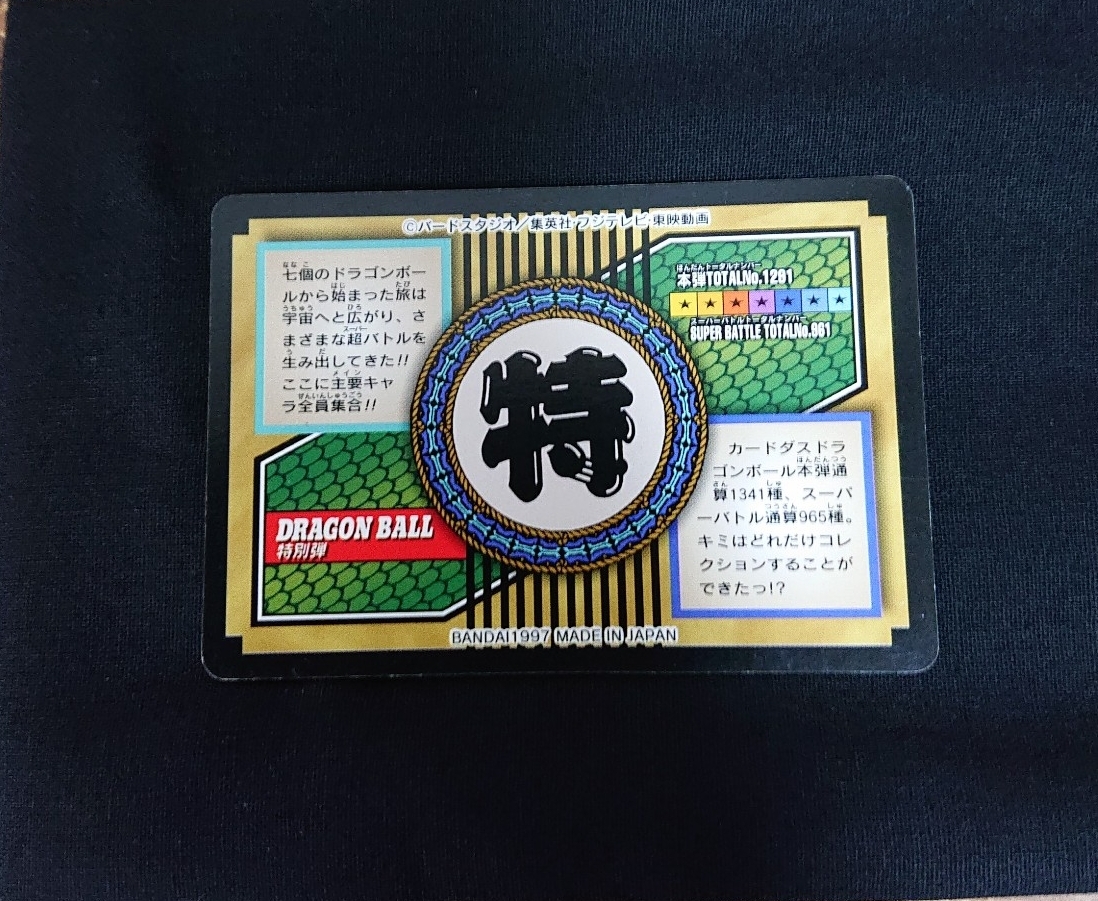 ©バードスタジオ／集英社・フジテレビ・東映動画
七個のドラゴンボー
ルから始まった旅は
宇宙へと広がり、さ
まざまな超バトルを
生み出してきた!!
ここに主要キャ
ラ全員集合!!
本弾TOTALNo.1291
SUPER BATTLE TOTALNo.961
特
DRAGON BALL
特別弾
カードダスドラ
ゴンボール本弾通
算1341種、スーパ
ーバトル通算965種。
キミはどれだけコレ
クションすることが
できたっ!?
BANDAI1997 MADE IN JAPAN